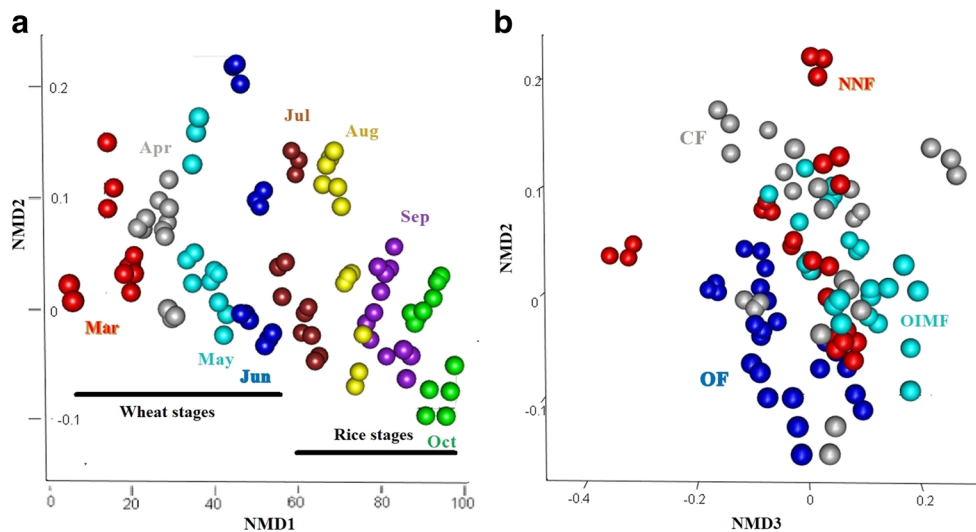 a
0.2
0.1
0
-0.1
0
20
40
60
80
100
NMD2
NMD1
Mar
Apr
May
Jun
Jul
Aug
Sep
Oct
Wheat stages
Rice stages
b
0.2
0.1
0
-0.1
-0.4
-0.2
0
0.2
NMD2
NMD3
NNF
CF
OIMF
OF